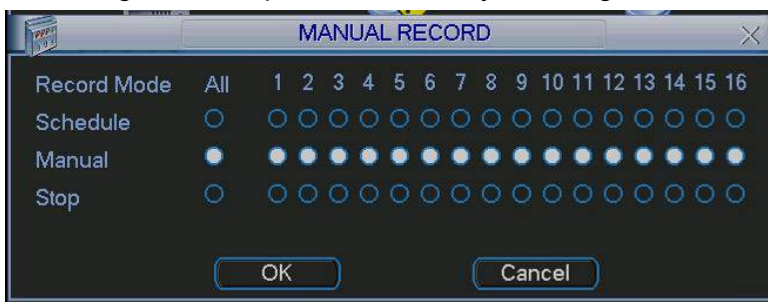 MANUAL RECORD
Record Mode All 1 2 3 4 5 6 7 8 9 10 11 12 13 14 15 16
Schedule
Manual
Stop
OK Cancel